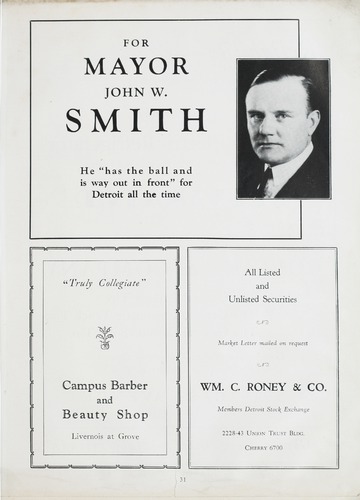 FOR
MAYOR
JOHN W.
SMITH
He "has the ball and
is way out in front" for
Detroit all the time
"Truly Collegiate"
Campus Barber
and
Beauty Shop
Livernois at Grove
All Listed
and
Unlisted Securities
Market Letter mailed on request
WM. C. RONEY & CO.
Members Detroit Stock Exchange
2228-43 UNION TRUST BLDG.
CHERRY 6700
31